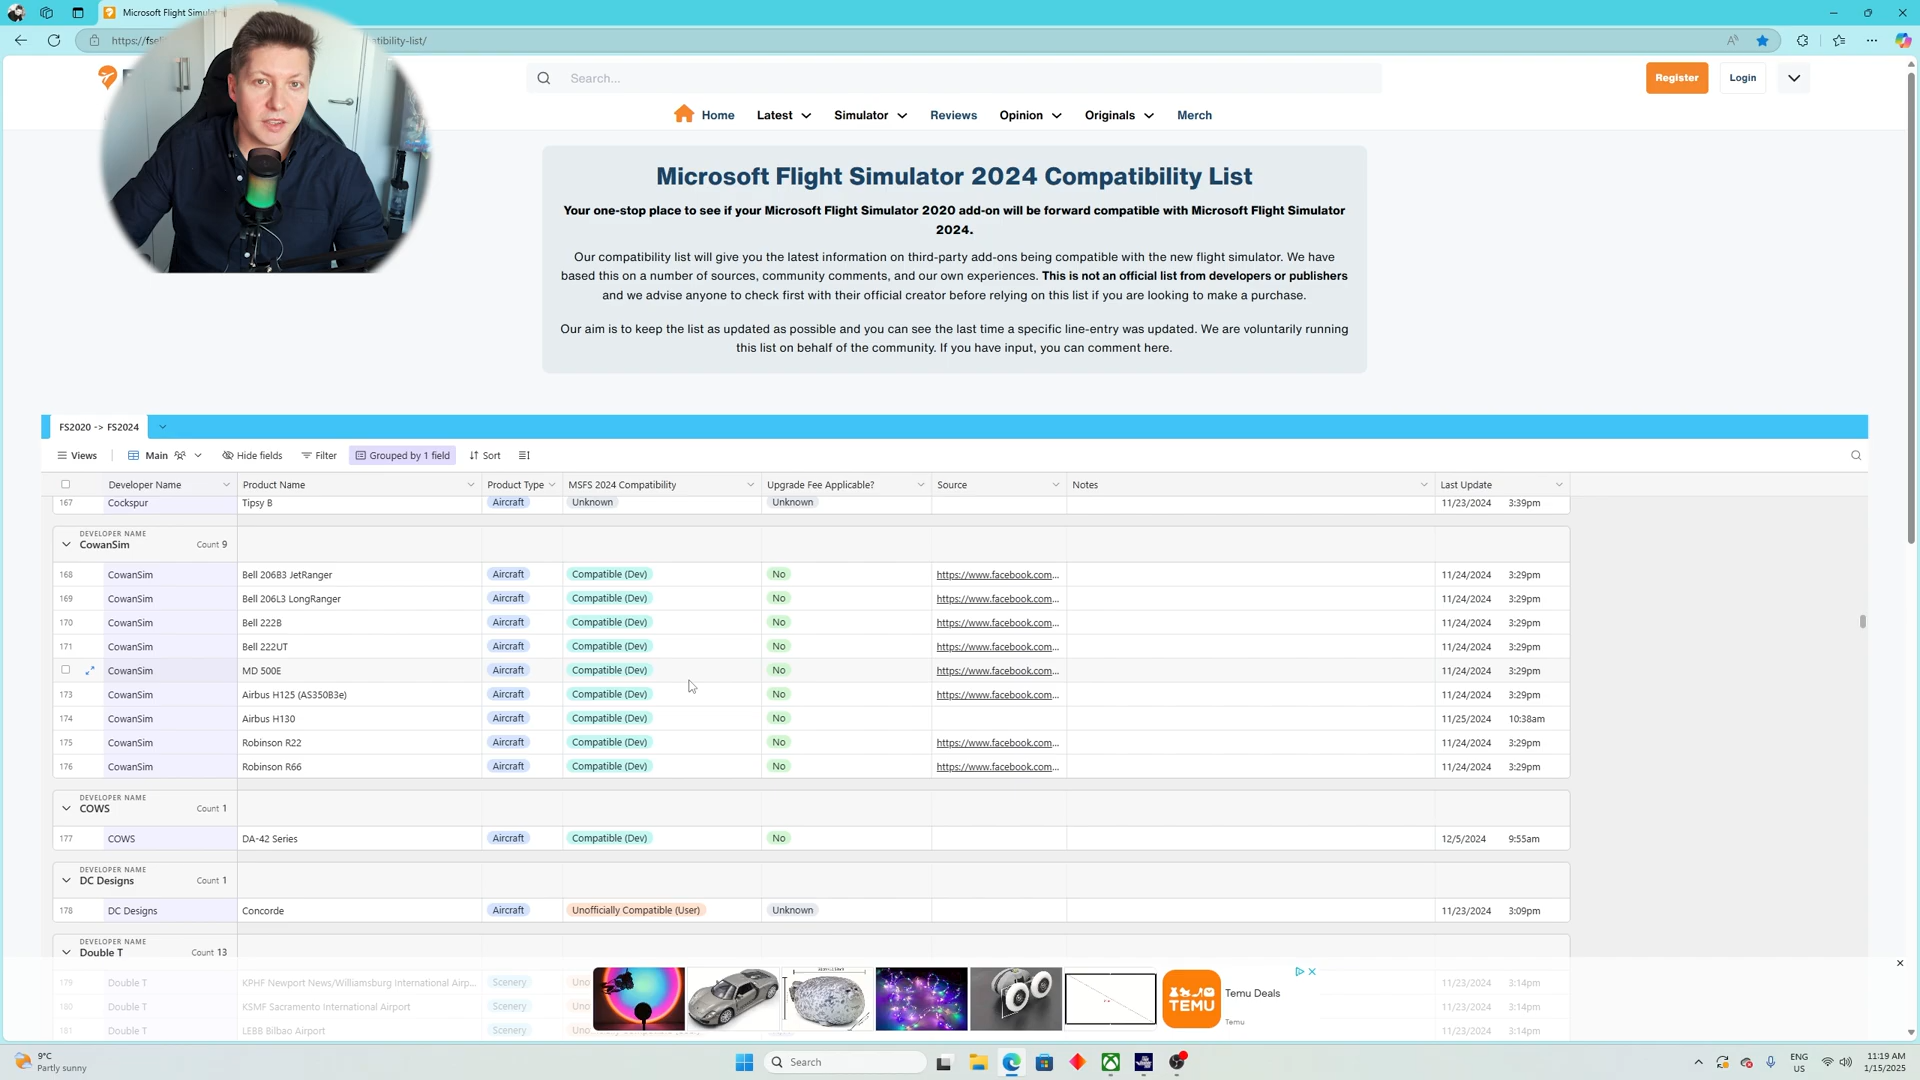 Microsoft Flight Simula
https://fsel
tibility-list/
Search...
Register
Login
Home
Latest
Simulator
Reviews
Opinion
Originals
Merch
Microsoft Flight Simulator 2024 Compatibility List
Your one-stop place to see if your Microsoft Flight Simulator 2020 add-on will be forward compatible with Microsoft Flight Simulator
2024.
Our compatibility list will give you the latest information on third-party add-ons being compatible with the new flight simulator. We have
based this on a number of sources, community comments, and our own experiences. This is not an official list from developers or publishers
and we advise anyone to check first with their official creator before relying on this list if you are looking to make a purchase.
Our aim is to keep the list as updated as possible and you can see the last time a specific line-entry was updated. We are voluntarily running
this list on behalf of the community. If you have input, you can comment here.
FS2020 -> FS2024
Views Main Hide fields Filter Grouped by 1 field Sort
Developer Name Product Name Product Type MSFS 2024 Compatibility Upgrade Fee Applicable? Source Notes Last Update
167 Cockspur Tipsy B Aircraft Unknown Unknown 11/23/2024 3:39pm
DEVELOPER NAME
CowanSim Count 9
168 CowanSim Bell 206B3 JetRanger Aircraft Compatible (Dev) No https://www.facebook.com... 11/24/2024 3:29pm
169 CowanSim Bell 206L3 LongRanger Aircraft Compatible (Dev) No https://www.facebook.com... 11/24/2024 3:29pm
170 CowanSim Bell 222B Aircraft Compatible (Dev) No https://www.facebook.com... 11/24/2024 3:29pm
171 CowanSim Bell 222UT Aircraft Compatible (Dev) No https://www.facebook.com... 11/24/2024 3:29pm
CowanSim MD 500E Aircraft Compatible (Dev) No https://www.facebook.com... 11/24/2024 3:29pm
173 CowanSim Airbus H125 (AS350B3e) Aircraft Compatible (Dev) No https://www.facebook.com... 11/24/2024 3:29pm
174 CowanSim Airbus H130 Aircraft Compatible (Dev) No 11/25/2024 10:38am
175 CowanSim Robinson R22 Aircraft Compatible (Dev) No https://www.facebook.com... 11/24/2024 3:29pm
176 CowanSim Robinson R66 Aircraft Compatible (Dev) No https://www.facebook.com... 11/24/2024 3:29pm
DEVELOPER NAME
COWS Count 1
177 COWS DA-42 Series Aircraft Compatible (Dev) No 12/5/2024 9:55am
DEVELOPER NAME
DC Designs Count 1
178 DC Designs Concorde Aircraft Unofficially Compatible (User) Unknown 11/23/2024 3:09pm
DEVELOPER NAME
Double T Count 13
179 Double T KPHF Newport News/Williamsburg International Airp... Scenery Uno 11/23/2024 3:14pm
180 Double T KSMF Sacramento International Airport Scenery Uno 11/23/2024 3:14pm
181 Double T LEBB Bilbao Airport Scenery Uno 11/23/2024 3:14pm
TEMU
Temu Deals
Temu
9°C
Partly sunny
Search
ENG
US
11:19 AM
1/15/2025